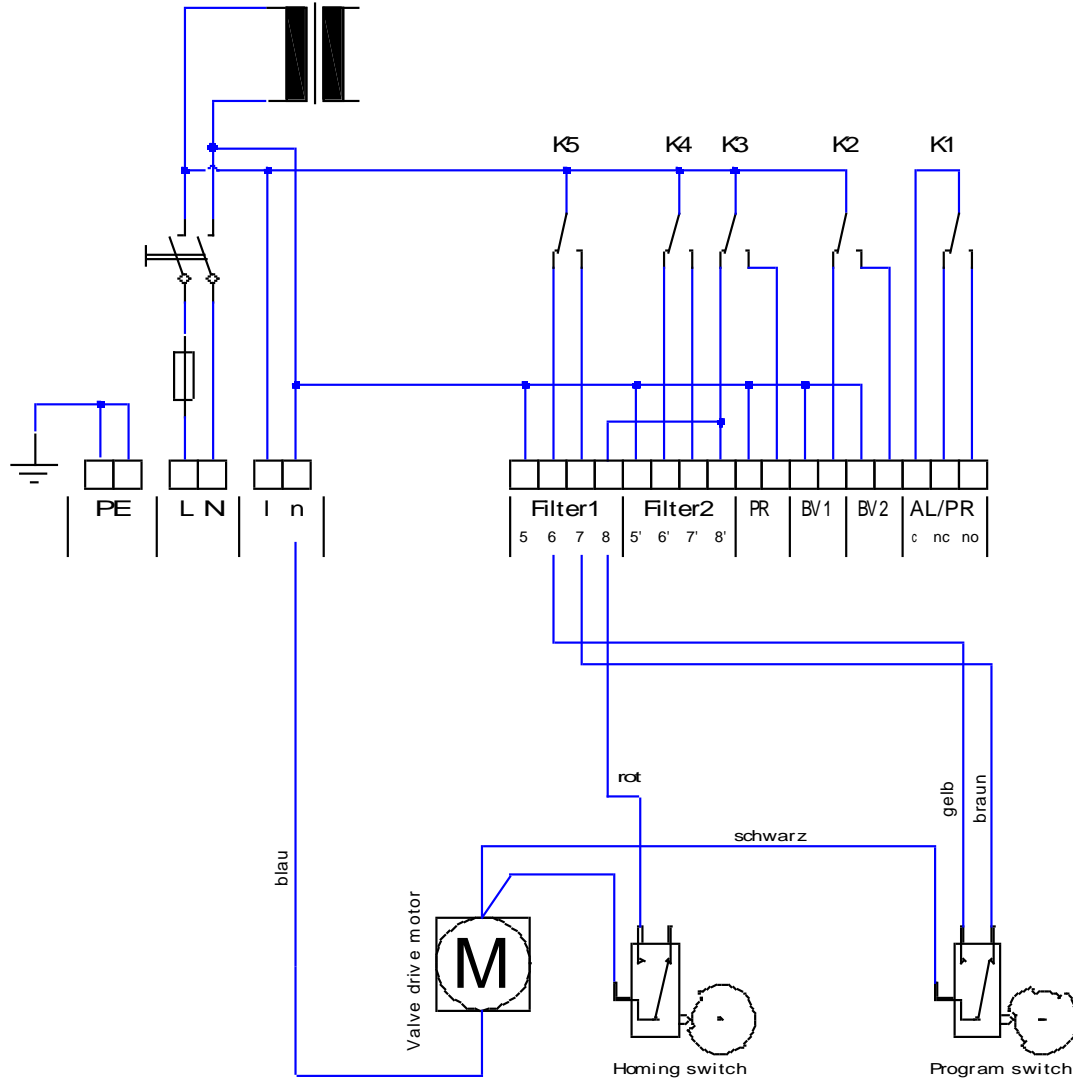 K5 K4 K3 K2 K1
PE L N l n Filter1 Filter2 PR BV1 BV2 AL/PR
5 6 7 8 5' 6' 7' 8' c nc no
rot
gelb
braun
schwarz
blau
Valve drive motor
M
Homing switch
Program switch